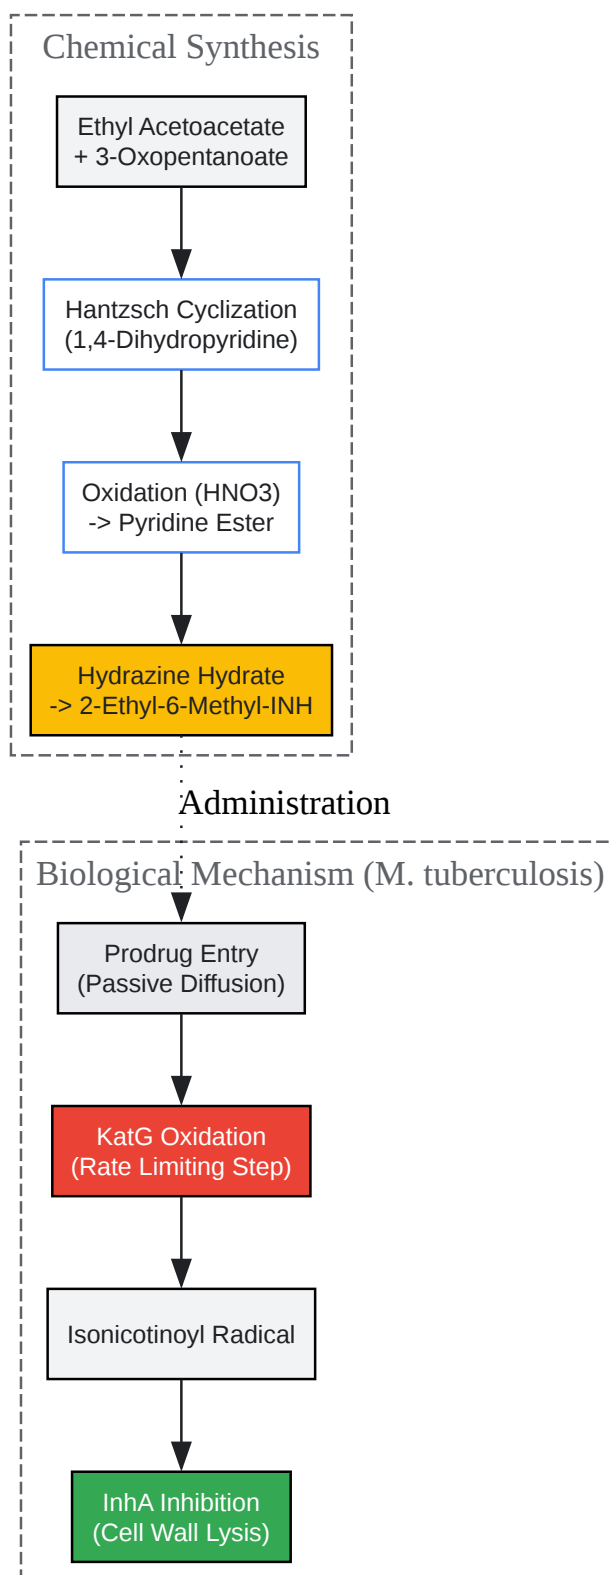 Chemical Synthesis
Ethyl Acetoacetate
+ 3-Oxopentanoate
Hantzsch Cyclization
(1,4-Dihydropyridine)
Oxidation (HNO3)
-> Pyridine Ester
Hydrazine Hydrate
-> 2-Ethyl-6-Methyl-INH
Administration
Biological Mechanism (M. tuberculosis)
Prodrug Entry
(Passive Diffusion)
KatG Oxidation
(Rate Limiting Step)
Isonicotinoyl Radical
InhA Inhibition
(Cell Wall Lysis)